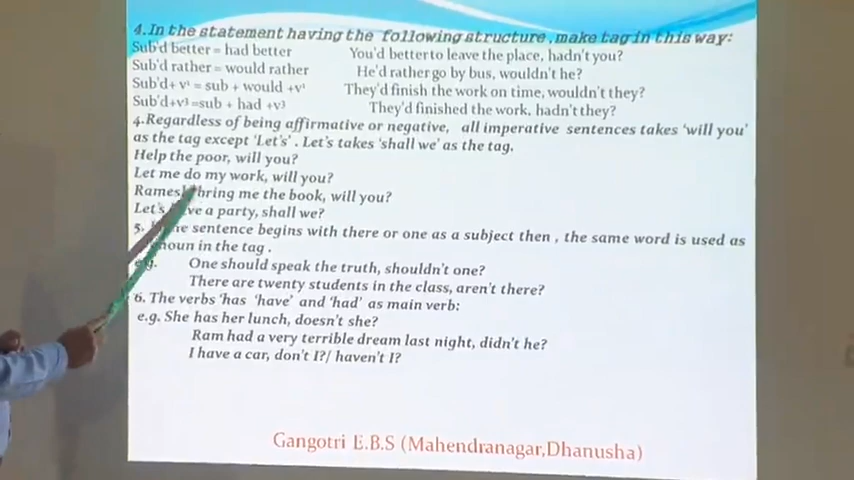 4.In the statement having the following structure ,make tag in this way:
Sub'd better = had better You'd better to leave the place, hadn't you?
Sub'd rather = would rather He'd rather go by bus, wouldn't he?
Sub'd+ v¹ = sub + would +v¹ They'd finish the work on time, wouldn't they?
Sub'd+v³ =sub + had +v³ They'd finished the work, hadn't they?
4.Regardless of being affirmative or negative, all imperative sentences takes 'will you'
as the tag except 'Let's' . Let's takes 'shall we' as the tag.
Help the poor, will you?
Let me do my work, will you?
bring me the book, will you?
Let's a party, shall we?
5. sentence begins with there or one as a subject then , the same word is used as
in the tag .
One should speak the truth, shouldn't one?
There are twenty students in the class, aren't there?
6. The verbs 'has 'have' and 'had' as main verb:
e.g. She has her lunch, doesn't she?
Ram had a very terrible dream last night, didn't he?
I have a car, don't I?/ haven't I?
Gangotri E.B.S (Mahendranagar,Dhanusha)